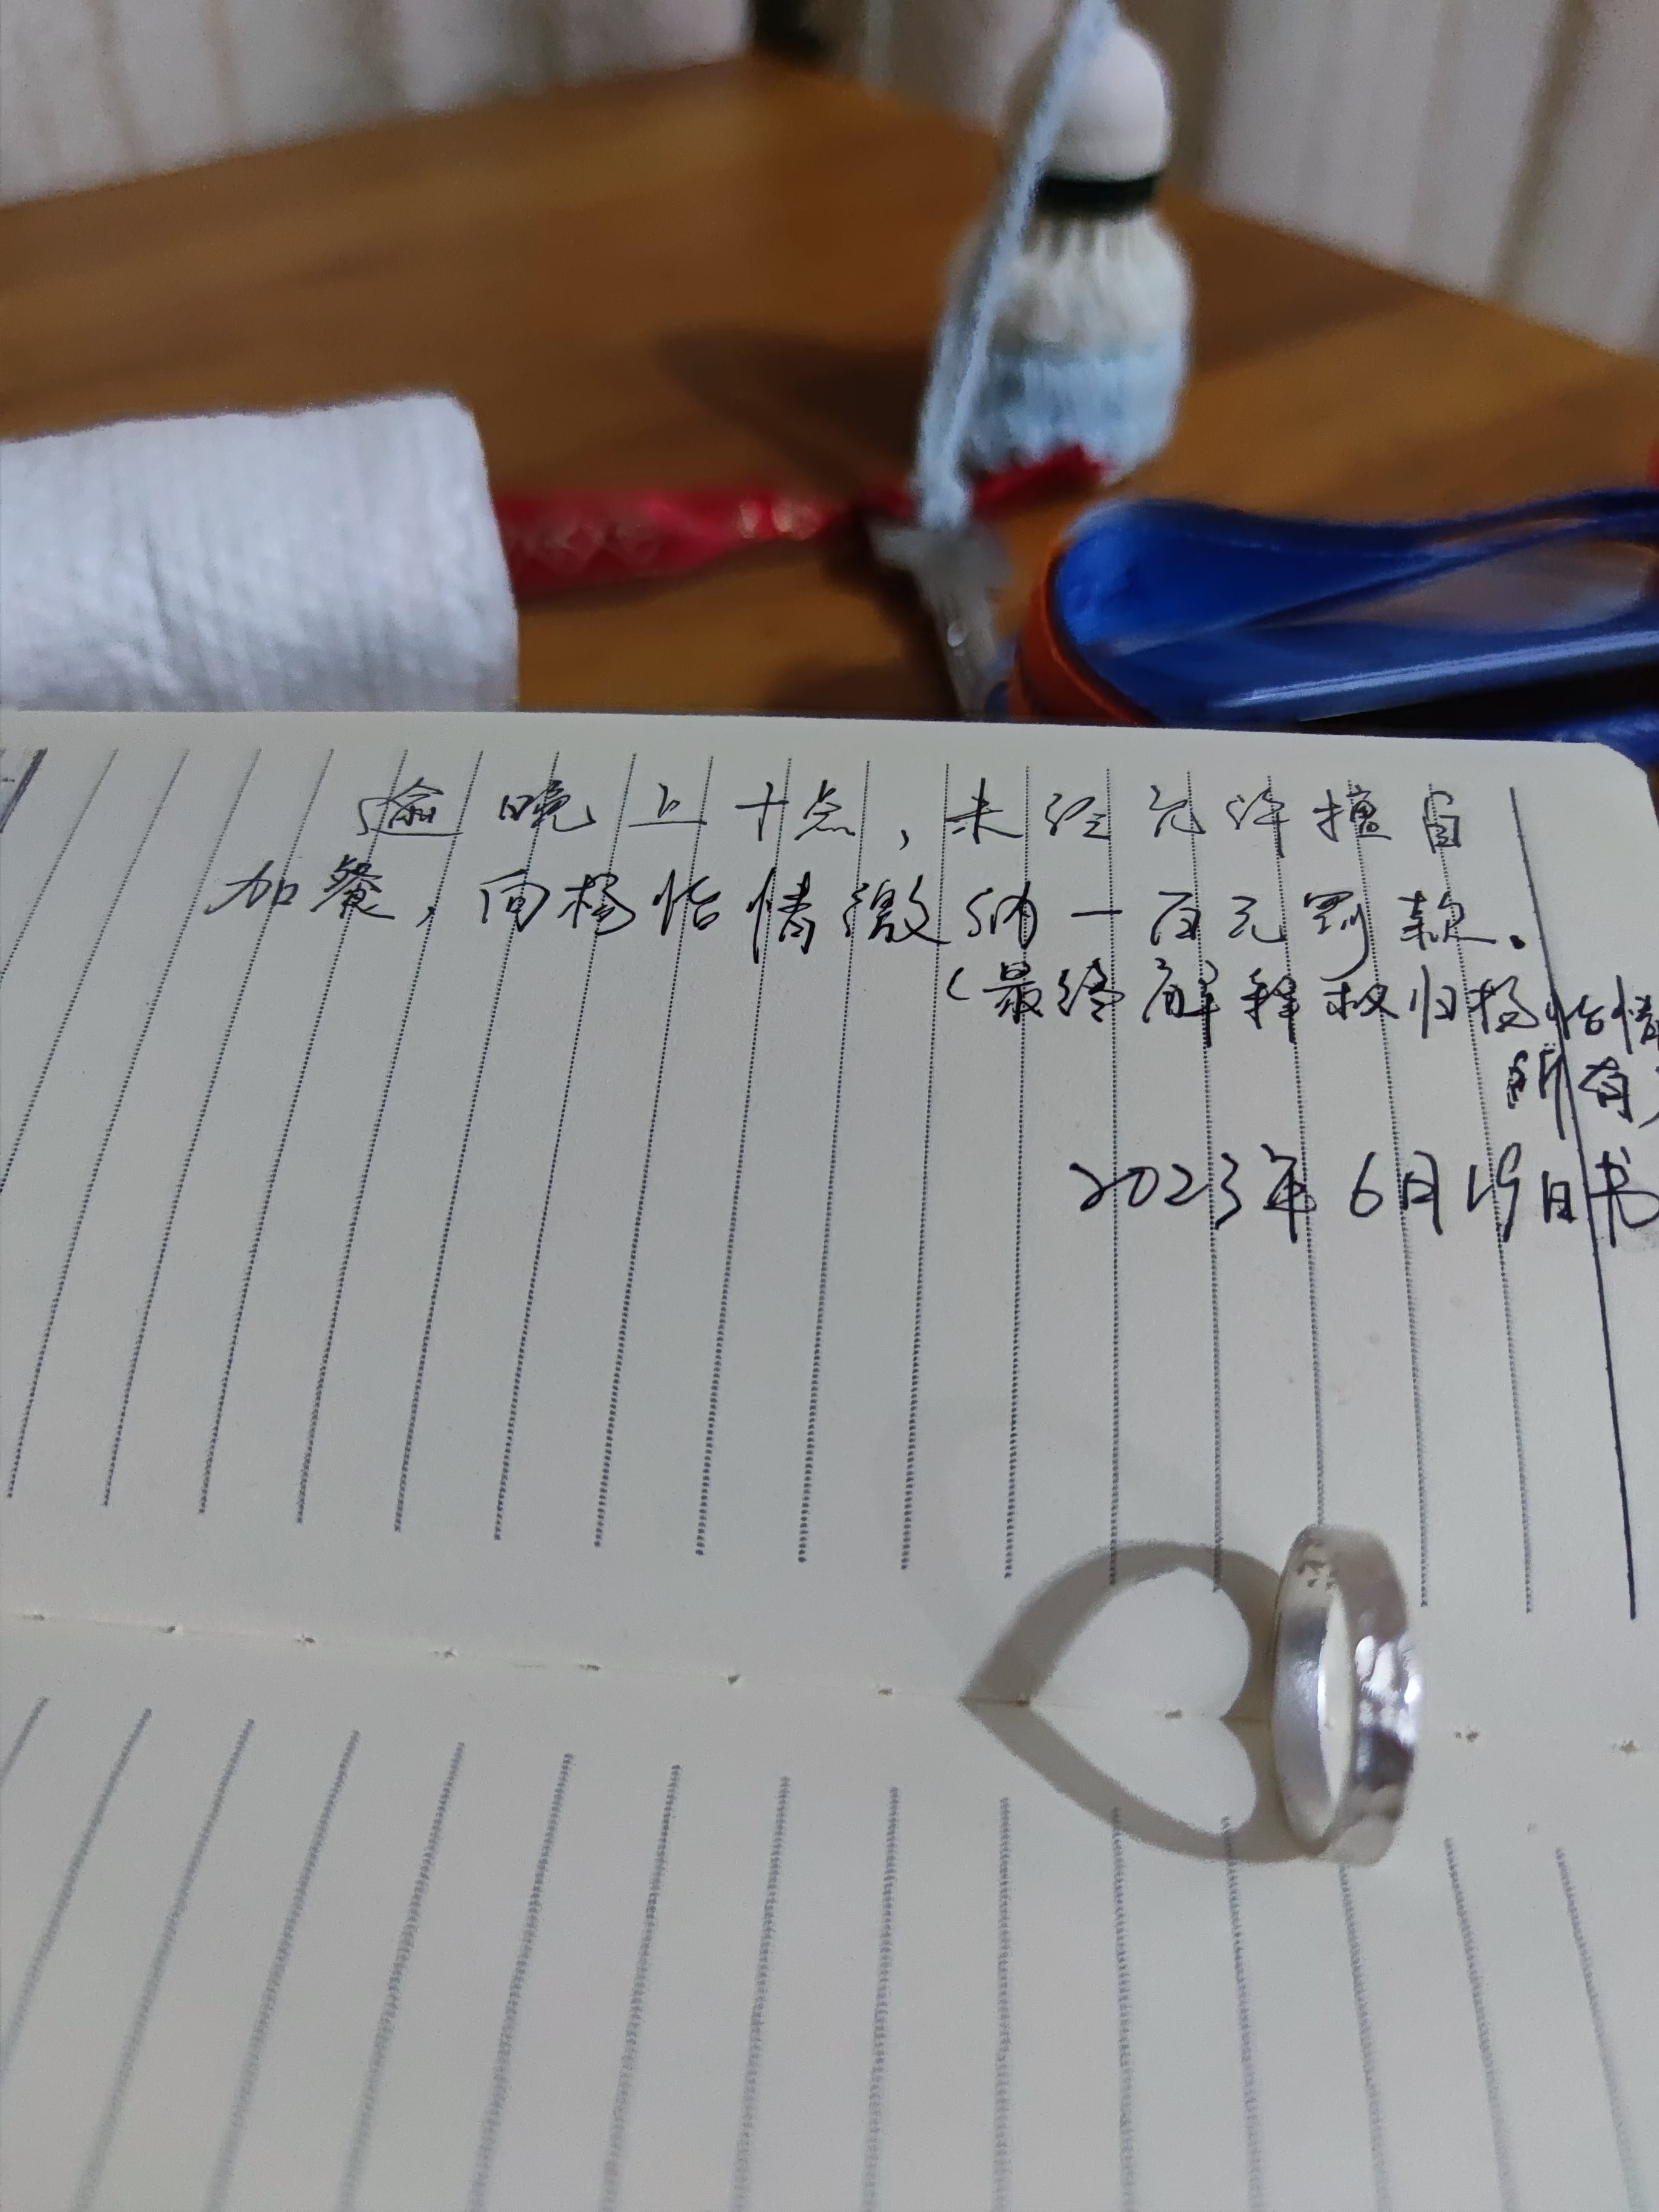 逾晚上十点，未经允许擅自
加餐，向杨怡情缴纳一百元罚款。
（最终解释权归杨怡情
所有）
2023年6月19日书